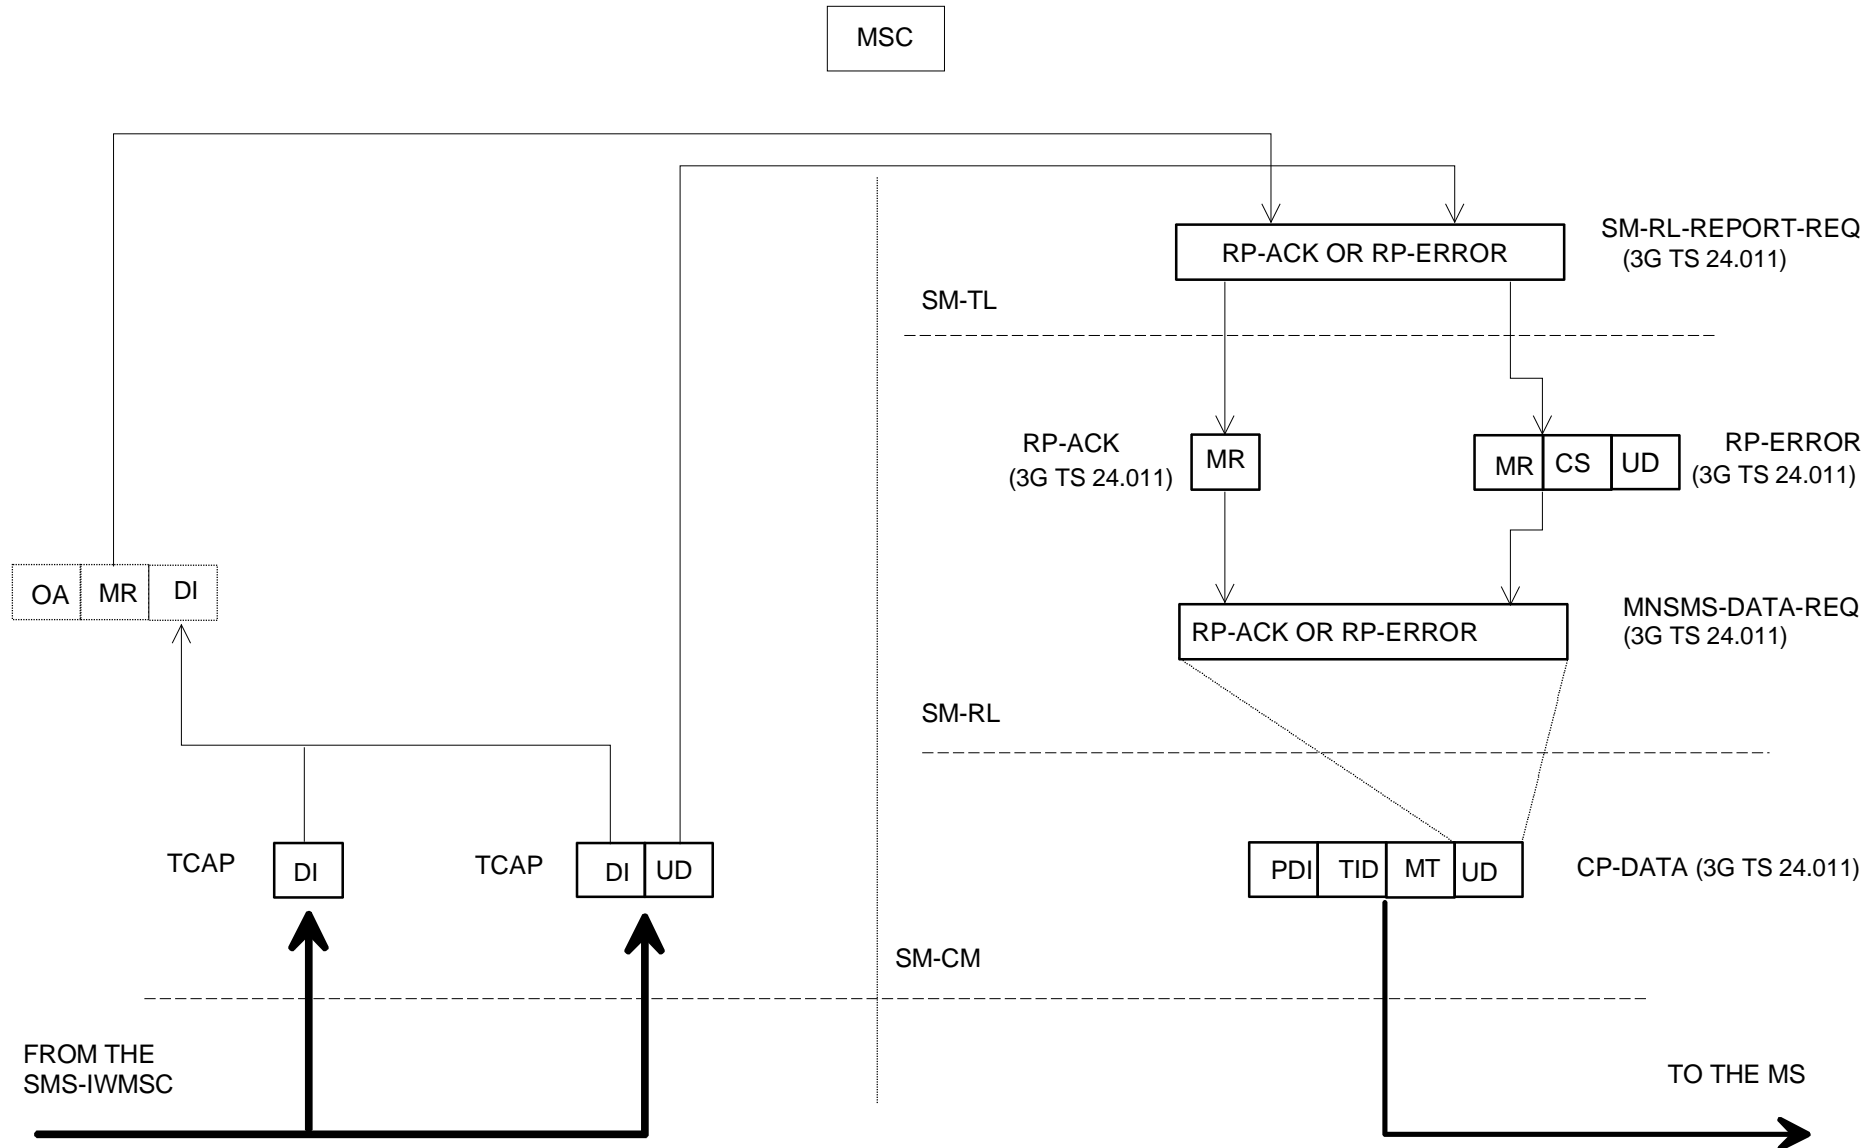 MSC
SM-RL-REPORT-REQ
(3G TS 24.011)
RP-ACK OR RP-ERROR
SM-TL
RP-ACK
(3G TS 24.011)
MR
MR CS UD
RP-ERROR
(3G TS 24.011)
OA MR DI
RP-ACK OR RP-ERROR
MNSMS-DATA-REQ
(3G TS 24.011)
SM-RL
TCAP DI
TCAP DI UD
PDI TID MT UD
CP-DATA (3G TS 24.011)
SM-CM
FROM THE
SMS-IWMSC
TO THE MS